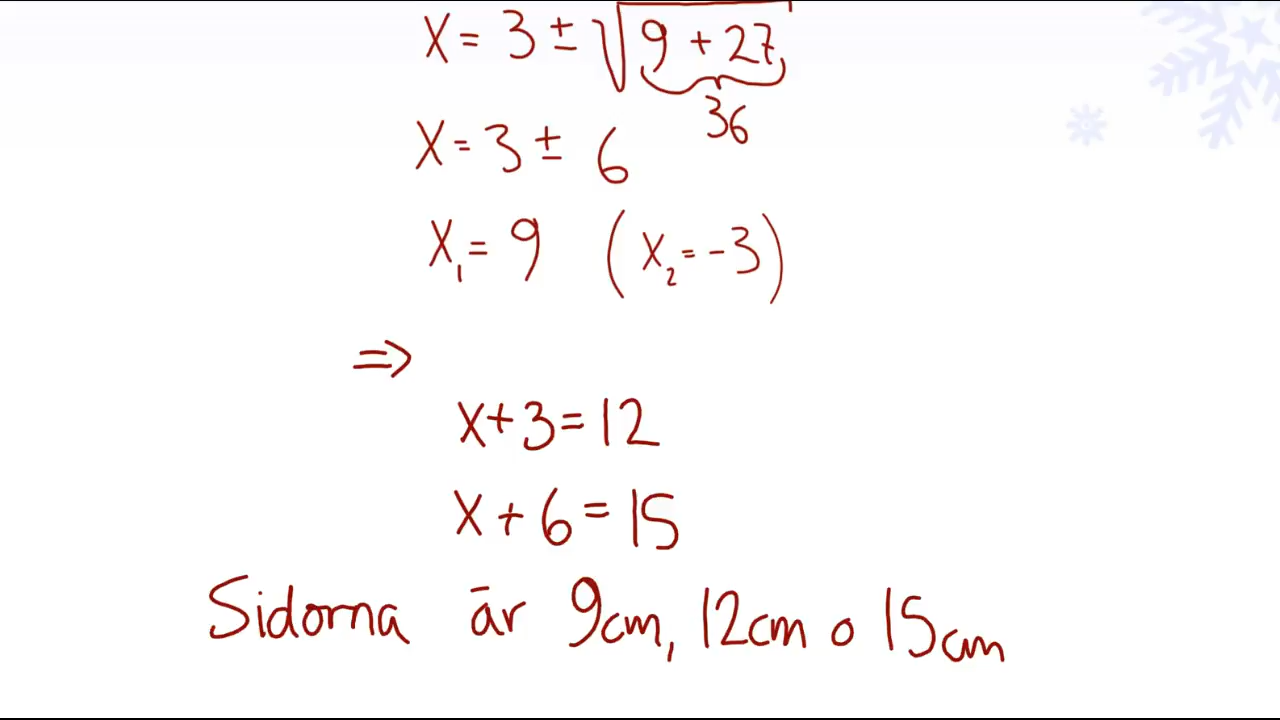 x = 3 ± √9 + 27
36
x = 3 ± 6
x₁ = 9 (x₂ = -3)
⇒
x+3=12
x+6=15
Sidorna är 9cm, 12cm o 15cm